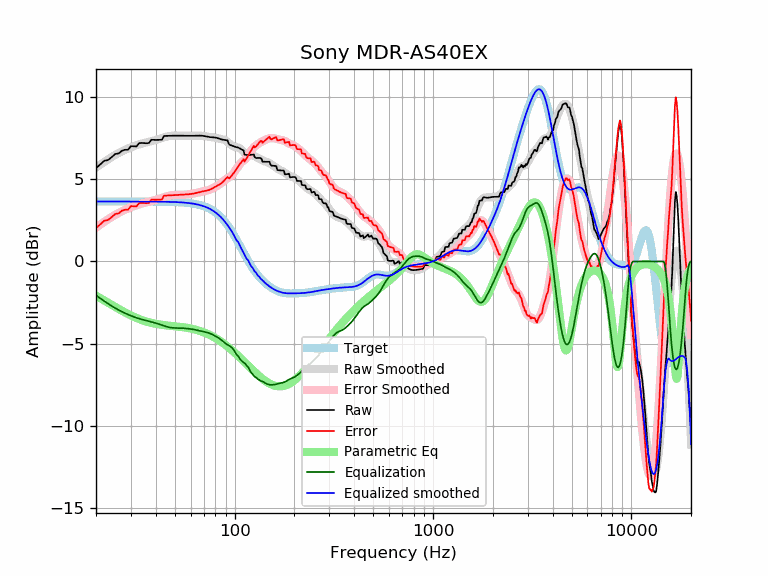 Sony MDR-AS40EX
Amplitude (dBr)
10
5
0
−5
−10
−15
100
1000
10000
Frequency (Hz)
Target
Raw Smoothed
Error Smoothed
Raw
Error
Parametric Eq
Equalization
Equalized smoothed